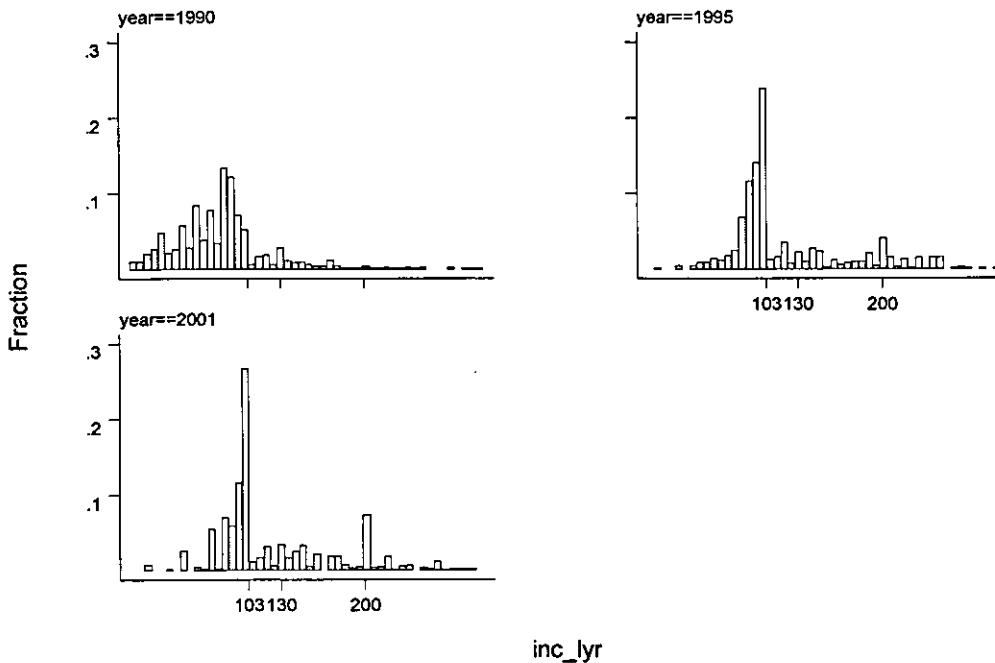 year==1990
.3
.2
.1
year==1995
103130
200
year==2001
.3
.2
.1
103130
200
Fraction
inc_lyr